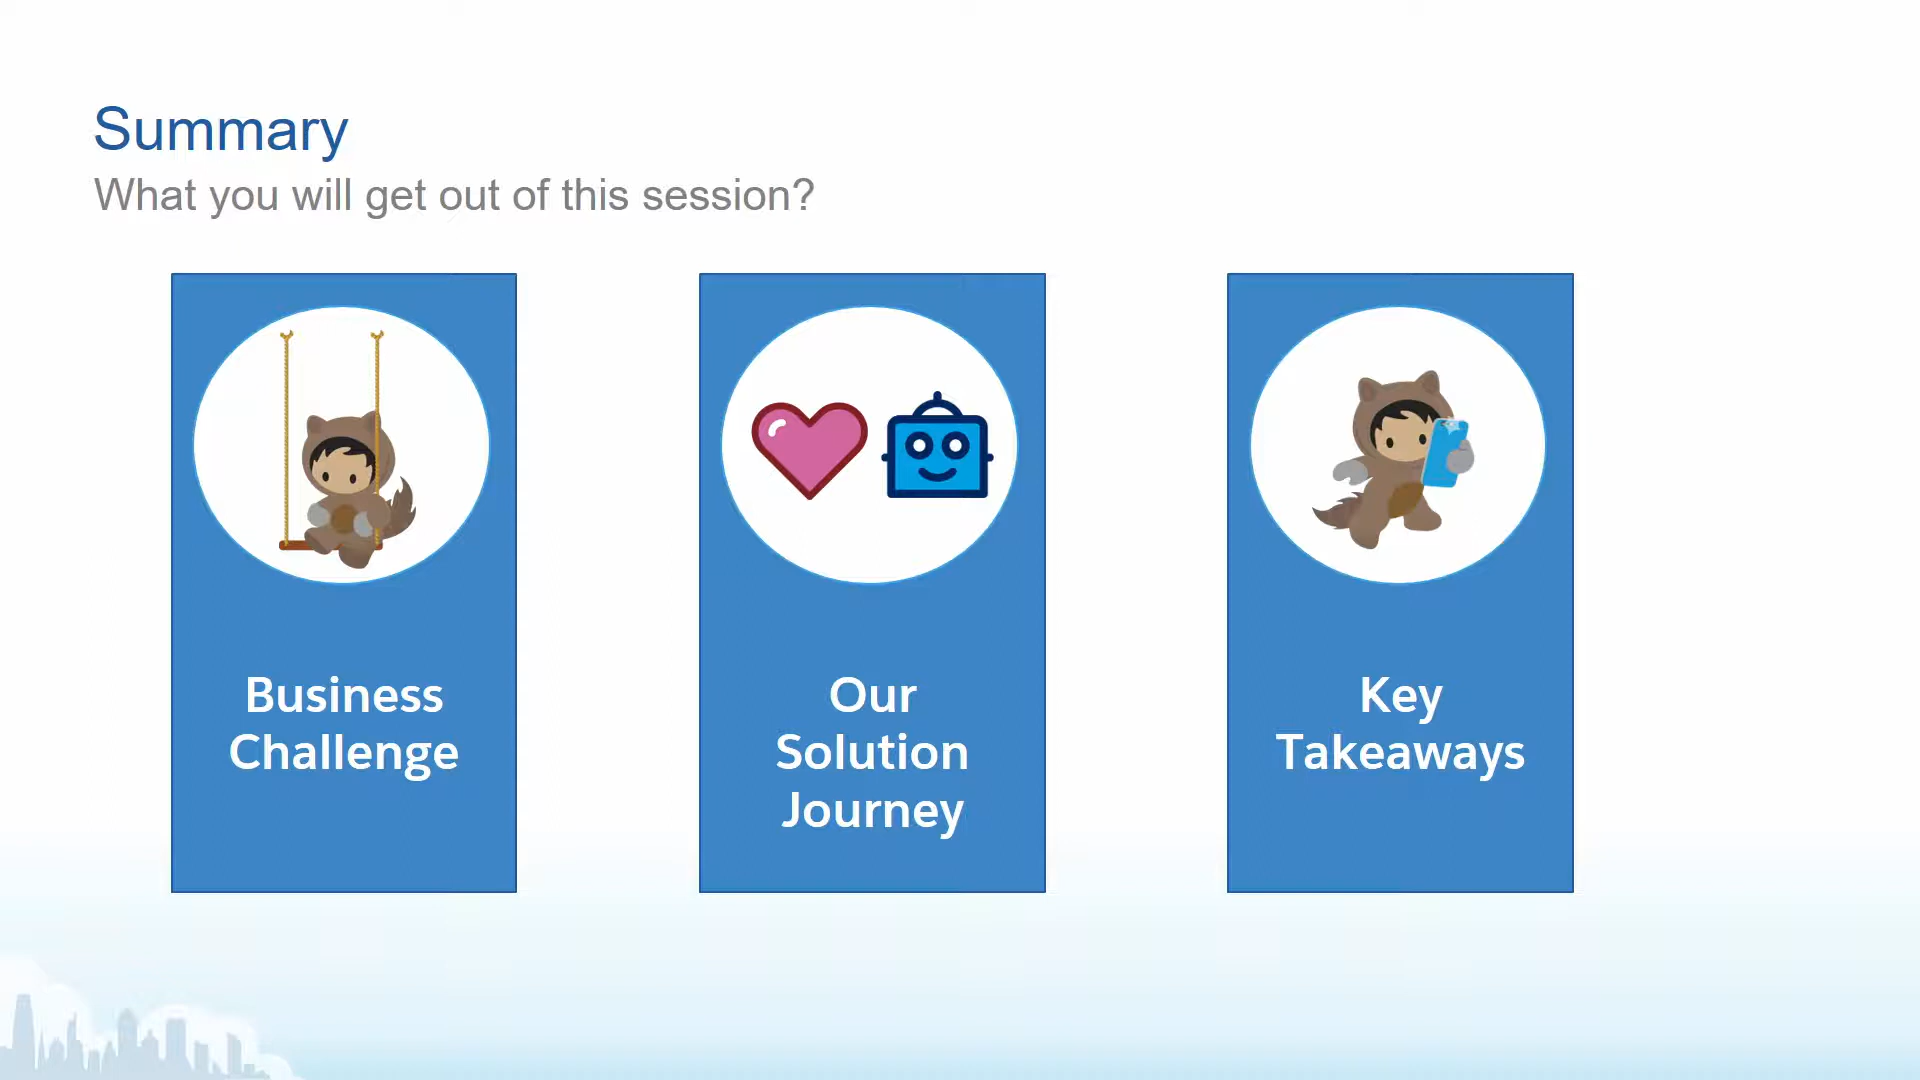 Summary
What you will get out of this session?
Business
Challenge
Our
Solution
Journey
Key
Takeaways